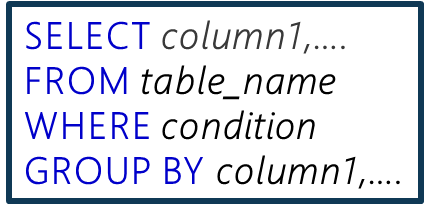 SELECT column1,....
FROM table_name
WHERE condition
GROUP BY column1,....